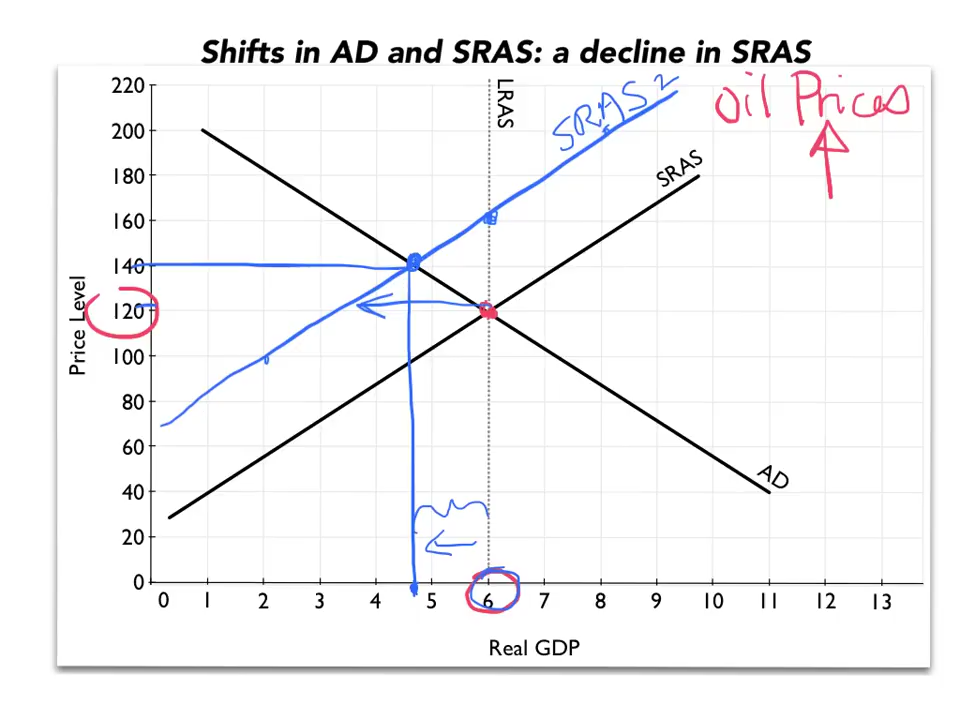 Shifts in AD and SRAS: a decline in SRAS
220
200
180
160
140
120
100
80
60
40
20
0
Price Level
LRAS
SRAS 2
Oil Prices
SRAS
AD
0 1 2 3 4 5 6 7 8 9 10 11 12 13
Real GDP